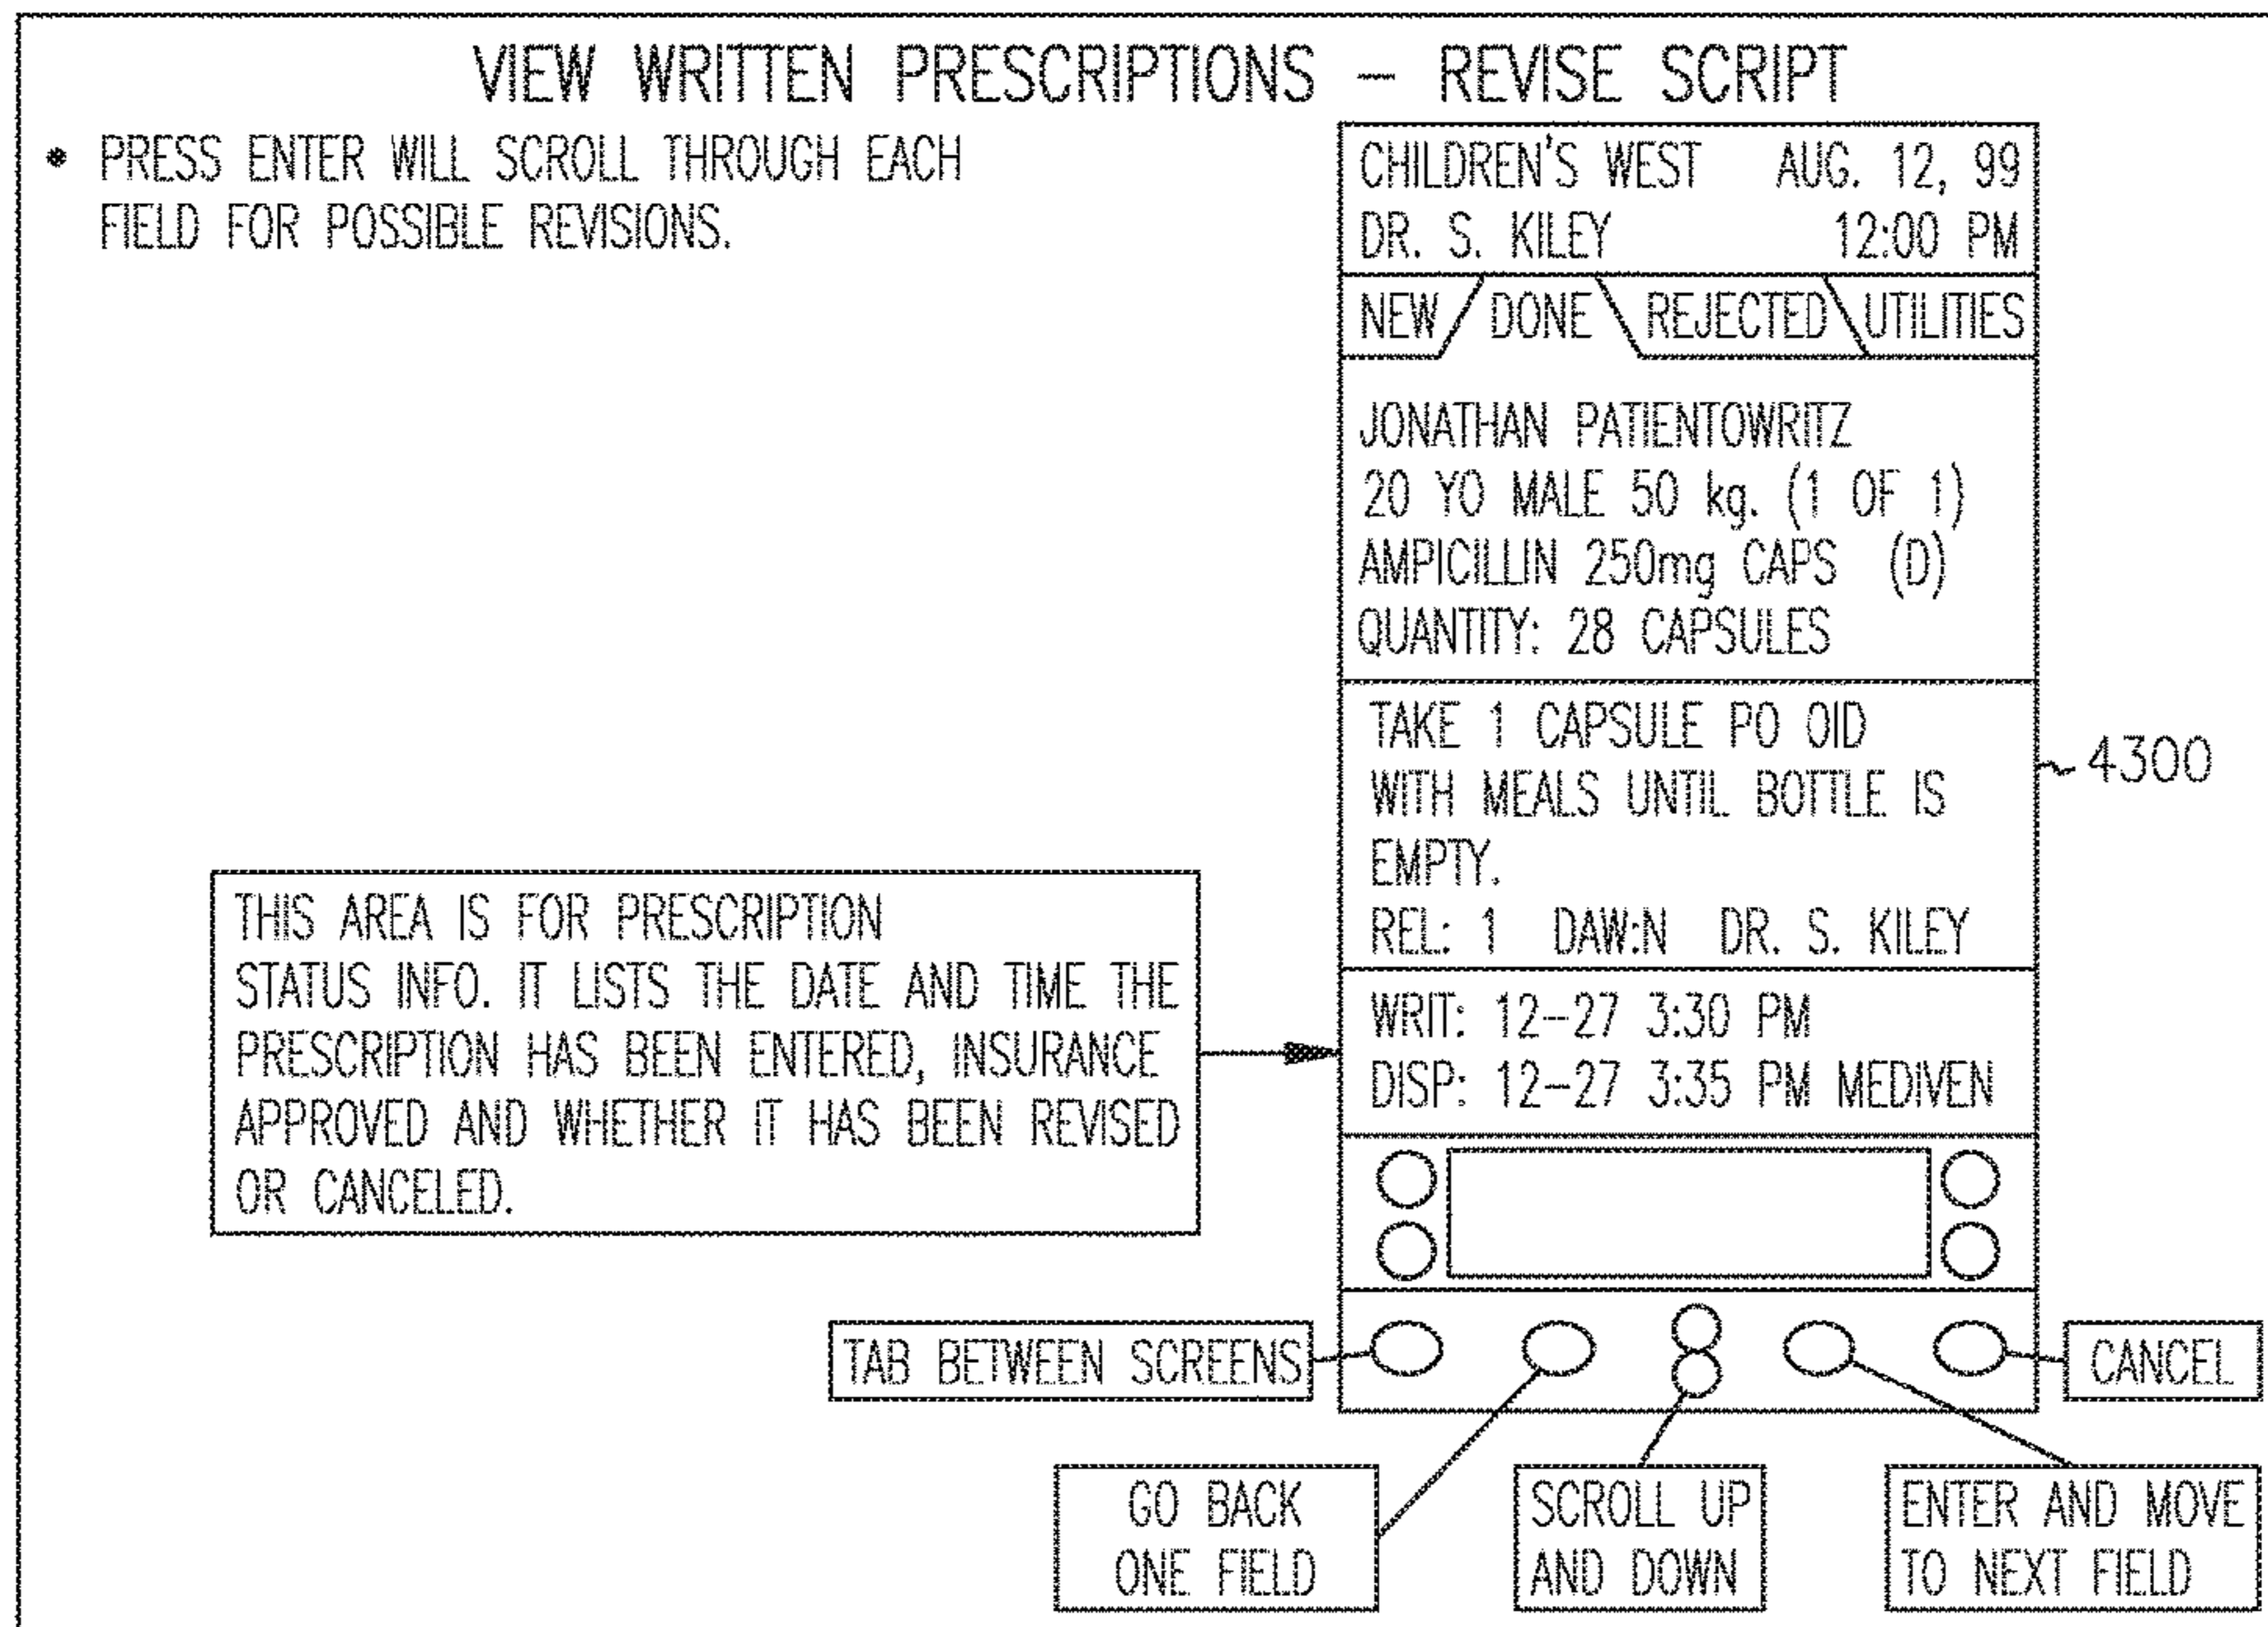 VIEW WRITTEN PRESCRIPTIONS – REVISE SCRIPT
• PRESS ENTER WILL SCROLL THROUGH EACH
FIELD FOR POSSIBLE REVISIONS.
CHILDREN'S WEST AUG. 12, 99
DR. S. KILEY 12:00 PM
NEW DONE REJECTED UTILITIES
JONATHAN PATIENTOWRITZ
20 YO MALE 50 kg. (1 OF 1)
AMPICILLIN 250mg CAPS (D)
QUANTITY: 28 CAPSULES
TAKE 1 CAPSULE PO OID
WITH MEALS UNTIL BOTTLE IS
EMPTY.
REL: 1 DAW:N DR. S. KILEY
4300
THIS AREA IS FOR PRESCRIPTION
STATUS INFO. IT LISTS THE DATE AND TIME THE
PRESCRIPTION HAS BEEN ENTERED, INSURANCE
APPROVED AND WHETHER IT HAS BEEN REVISED
OR CANCELED.
WRIT: 12–27 3:30 PM
DISP: 12–27 3:35 PM MEDIVEN
TAB BETWEEN SCREENS
CANCEL
GO BACK
ONE FIELD
SCROLL UP
AND DOWN
ENTER AND MOVE
TO NEXT FIELD